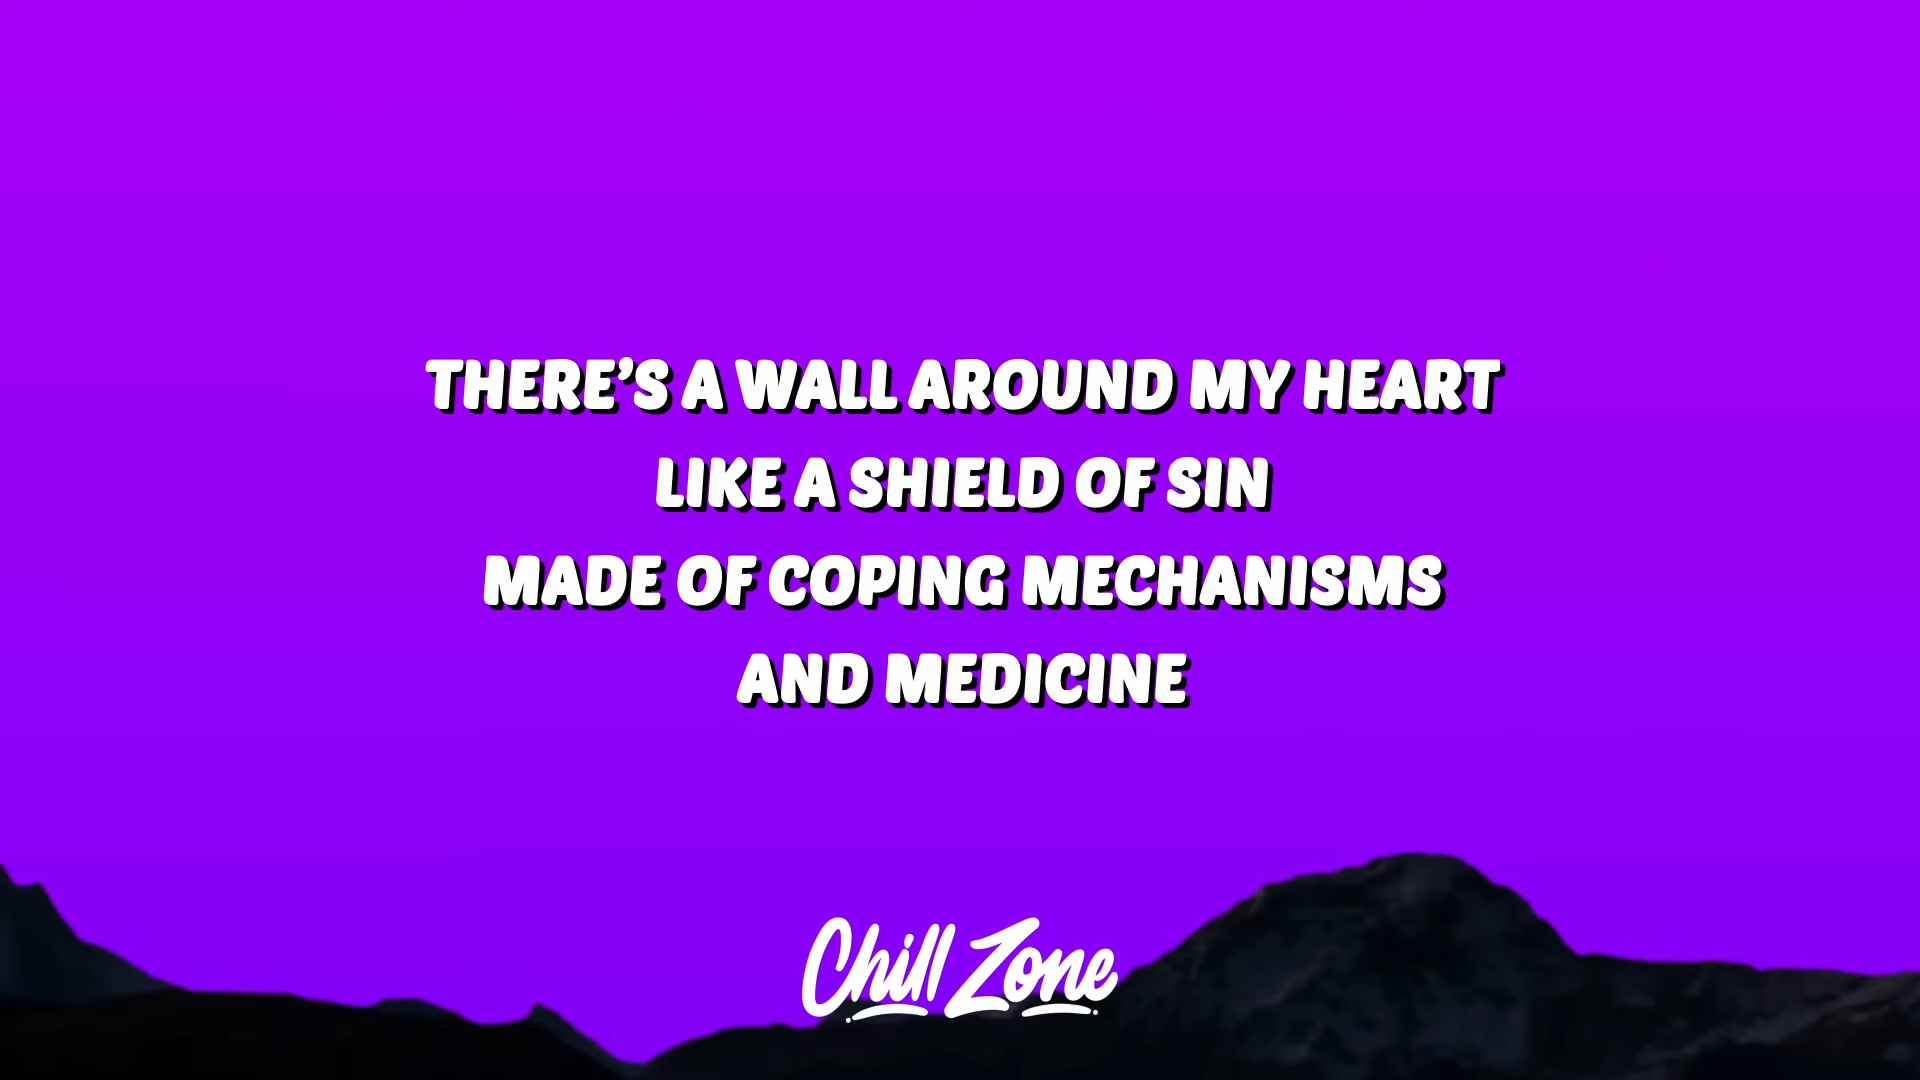 THERE’S A WALL AROUND MY HEART
LIKE A SHIELD OF SIN
MADE OF COPING MECHANISMS
AND MEDICINE
Chill Zone